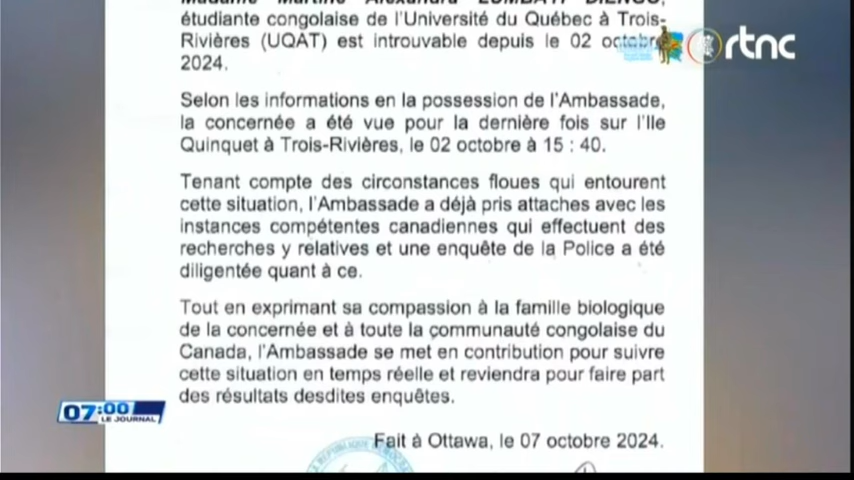 étudiante congolaise de l'Université du Québec à Trois-
Rivières (UQAT) est introuvable depuis le 02 octobre
2024.
Selon les informations en la possession de l'Ambassade,
la concernée a été vue pour la dernière fois sur l'Ile
Quinquet à Trois-Rivières, le 02 octobre à 15 : 40.
Tenant compte des circonstances floues qui entourent
cette situation, l'Ambassade a déjà pris attaches avec les
instances compétentes canadiennes qui effectuent des
recherches y relatives et une enquête de la Police a été
diligentée quant à ce.
Tout en exprimant sa compassion à la famille biologique
de la concernée et à toute la communauté congolaise du
Canada, l'Ambassade se met en contribution pour suivre
cette situation en temps réelle et reviendra pour faire part
des résultats desdites enquêtes.
Fait à Ottawa, le 07 octobre 2024.
rtnc
07:00
LE JOURNAL